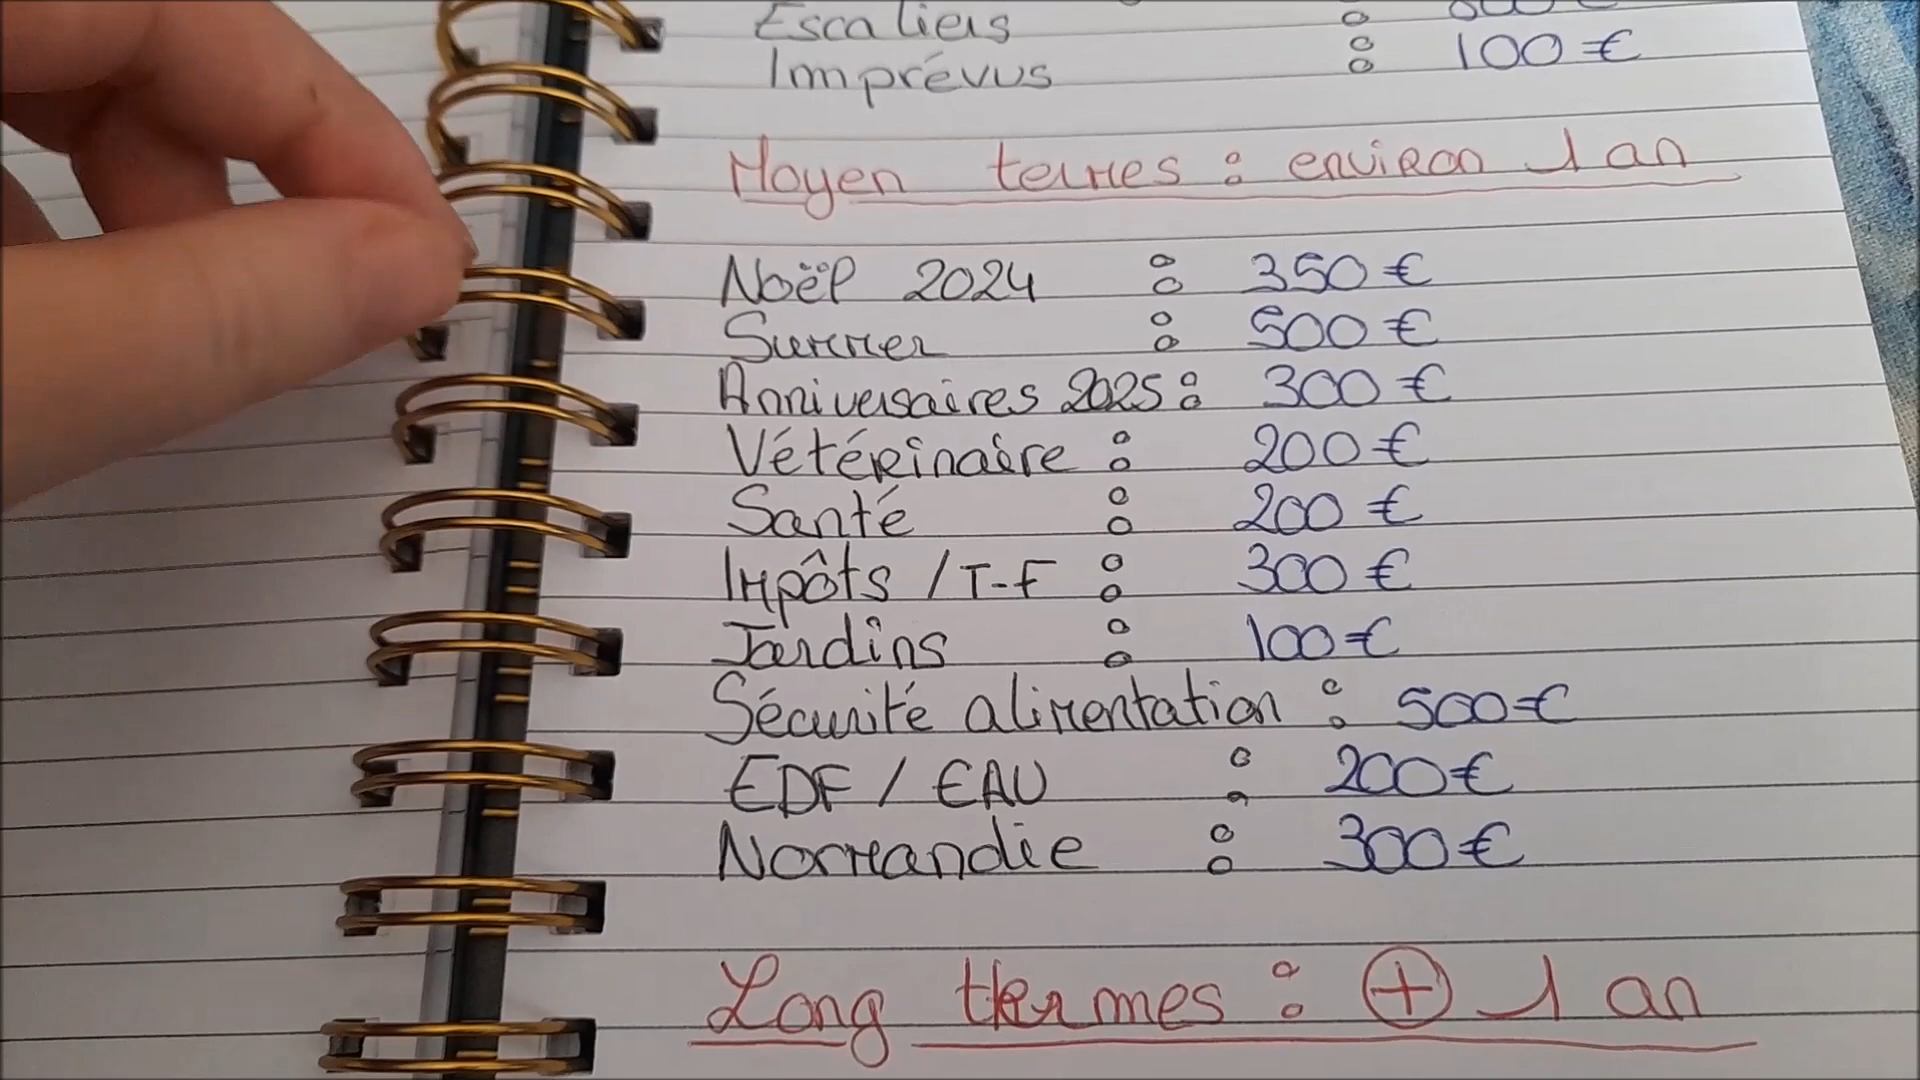 Escaliers :
Imprévus : 100 €
Moyen termes : environ 1 an
Noël 2024 : 350 €
Summer : 500 €
Anniversaires 2025 : 300 €
Vétérinaire : 200 €
Santé : 200 €
Impôts / T-F : 300 €
Jardins : 100 €
Sécurité alimentation : 500 €
EDF / EAU : 200 €
Normandie : 300 €
Long termes : + 1 an